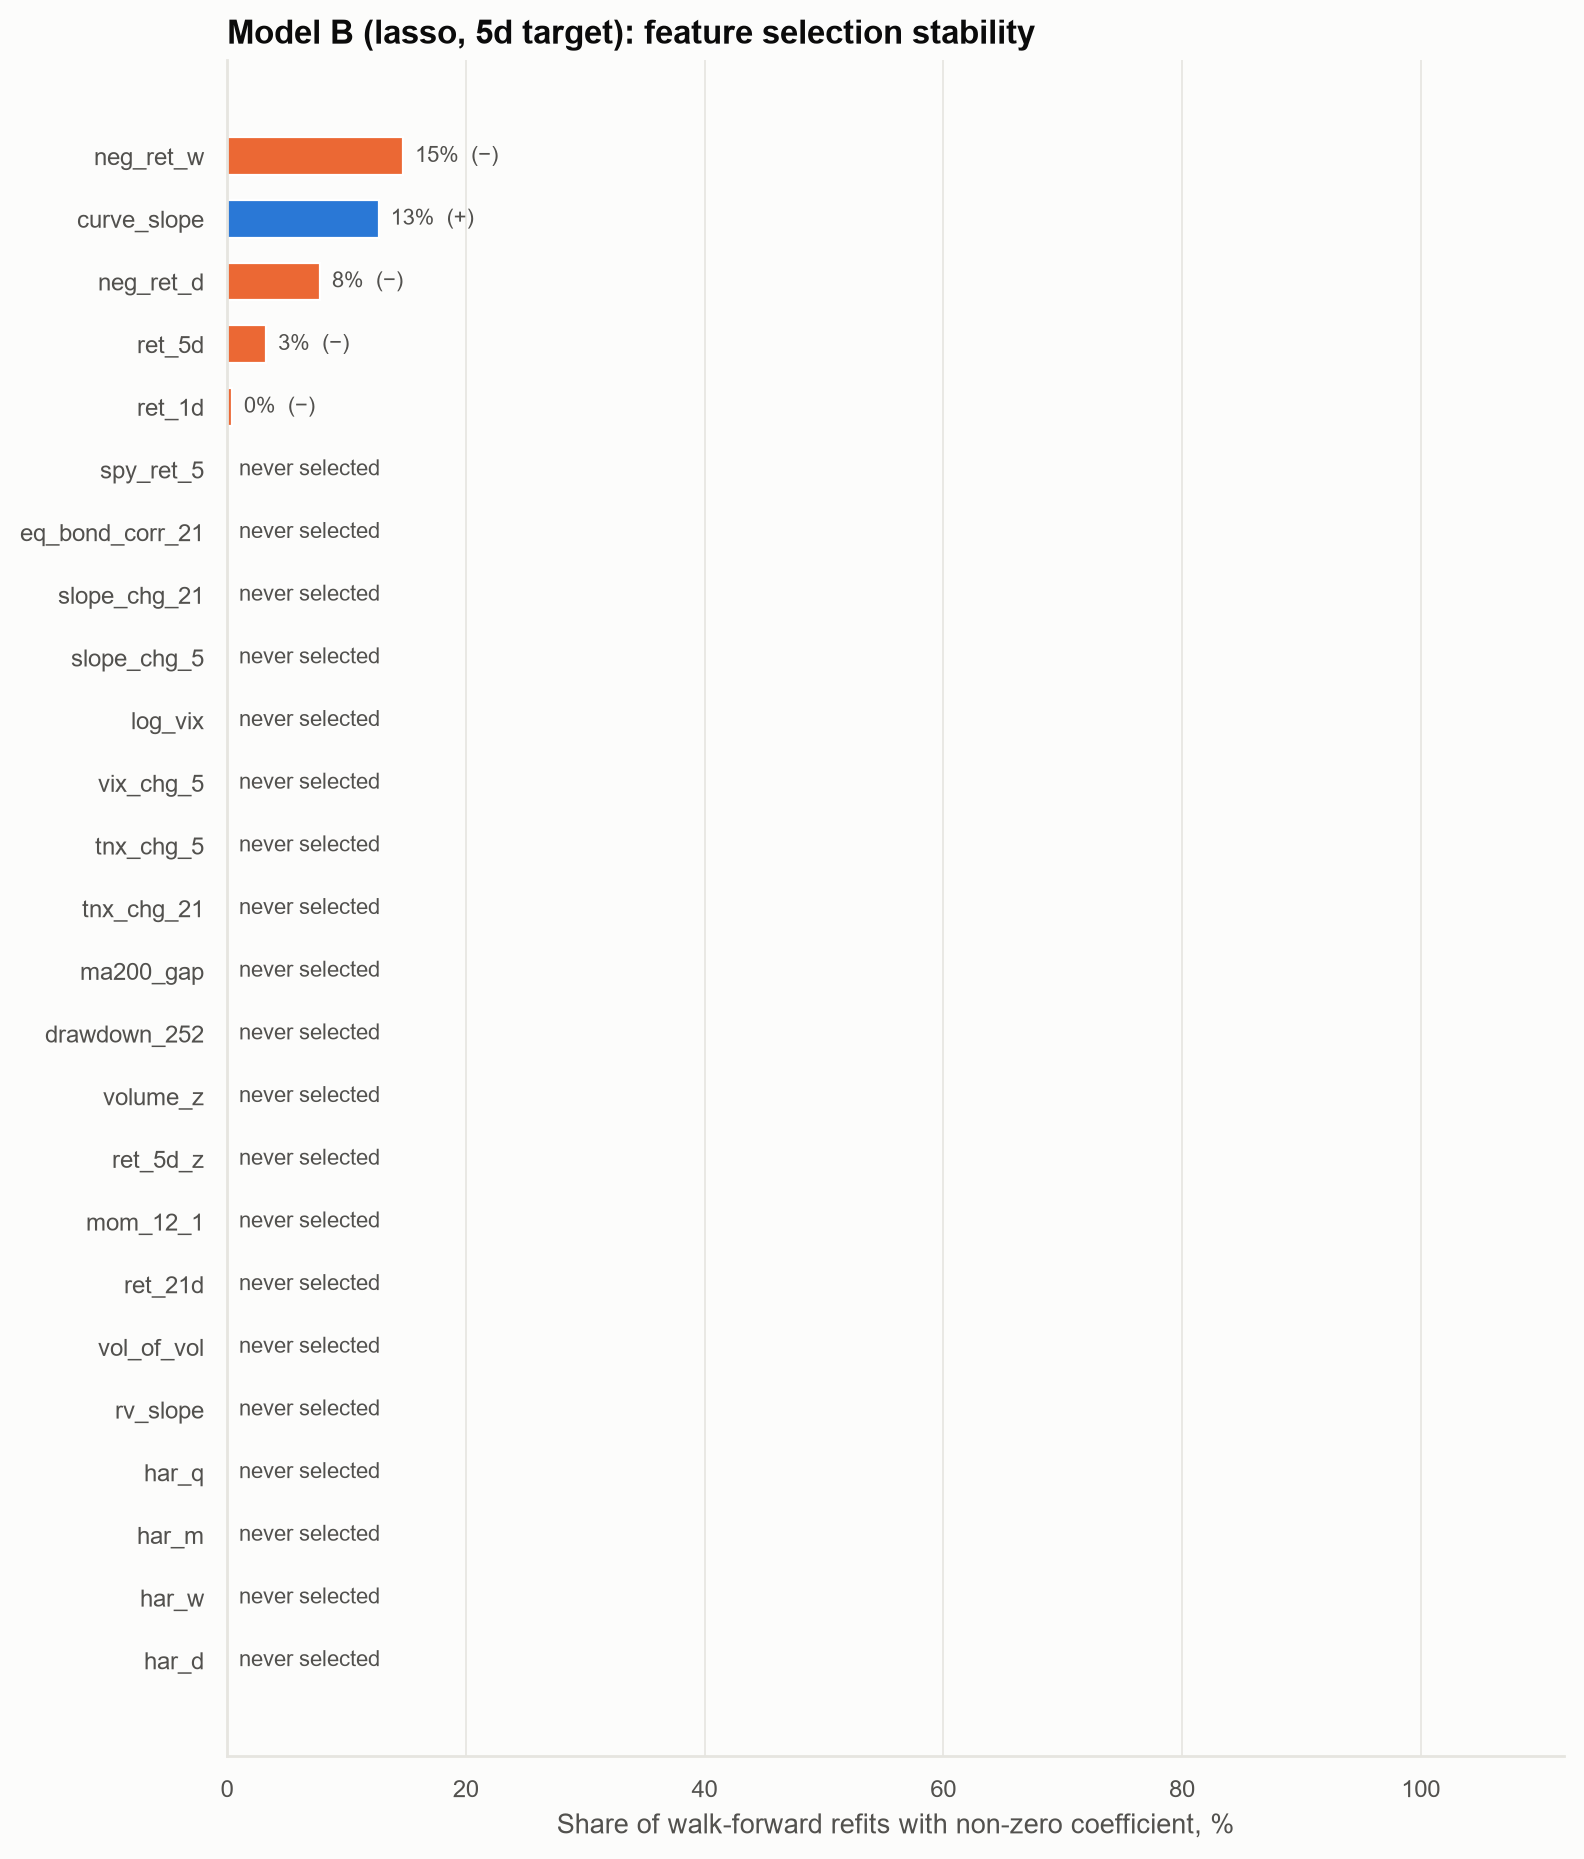 Model B (lasso, 5d target): feature selection stability
neg_ret_w 15% (−)
curve_slope 13% (+)
neg_ret_d 8% (−)
ret_5d 3% (−)
ret_1d 0% (−)
spy_ret_5 never selected
eq_bond_corr_21 never selected
slope_chg_21 never selected
slope_chg_5 never selected
log_vix never selected
vix_chg_5 never selected
tnx_chg_5 never selected
tnx_chg_21 never selected
ma200_gap never selected
drawdown_252 never selected
volume_z never selected
ret_5d_z never selected
mom_12_1 never selected
ret_21d never selected
vol_of_vol never selected
rv_slope never selected
har_q never selected
har_m never selected
har_w never selected
har_d never selected
0 20 40 60 80 100
Share of walk-forward refits with non-zero coefficient, %